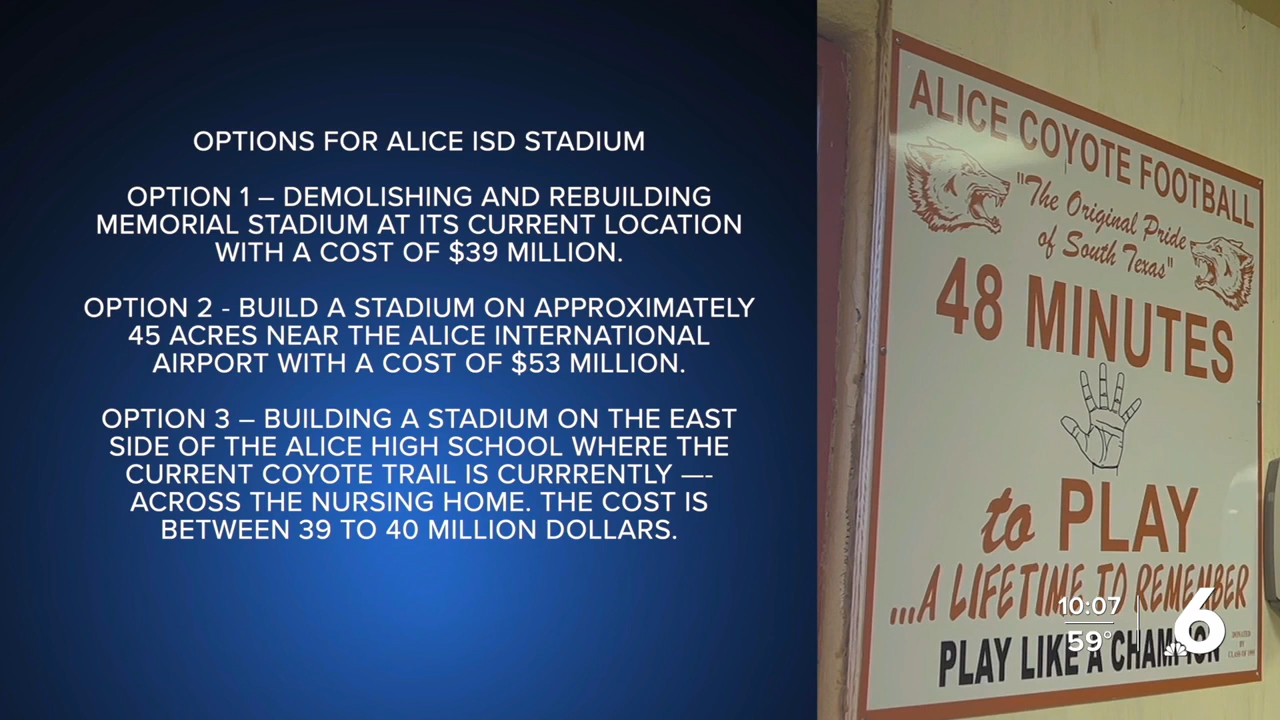 OPTIONS FOR ALICE ISD STADIUM
OPTION 1 – DEMOLISHING AND REBUILDING
MEMORIAL STADIUM AT ITS CURRENT LOCATION
WITH A COST OF $39 MILLION.
OPTION 2 - BUILD A STADIUM ON APPROXIMATELY
45 ACRES NEAR THE ALICE INTERNATIONAL
AIRPORT WITH A COST OF $53 MILLION.
OPTION 3 – BUILDING A STADIUM ON THE EAST
SIDE OF THE ALICE HIGH SCHOOL WHERE THE
CURRENT COYOTE TRAIL IS CURRRENTLY —-
ACROSS THE NURSING HOME. THE COST IS
BETWEEN 39 TO 40 MILLION DOLLARS.
ALICE COYOTE FOOTBALL
"The Original Pride
of South Texas"
48 MINUTES
to PLAY
...A LIFETIME TO REMEMBER
PLAY LIKE A CHAMPION
DONATED
BY
CLASS OF
10:07
59°
6